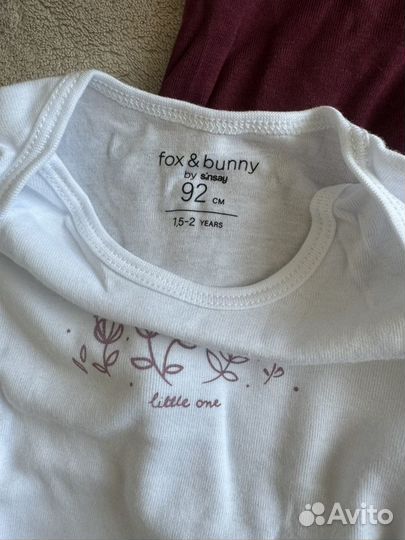 fox & bunny
by sinsay
92 CM
1,5-2 YEARS
little one
Avito